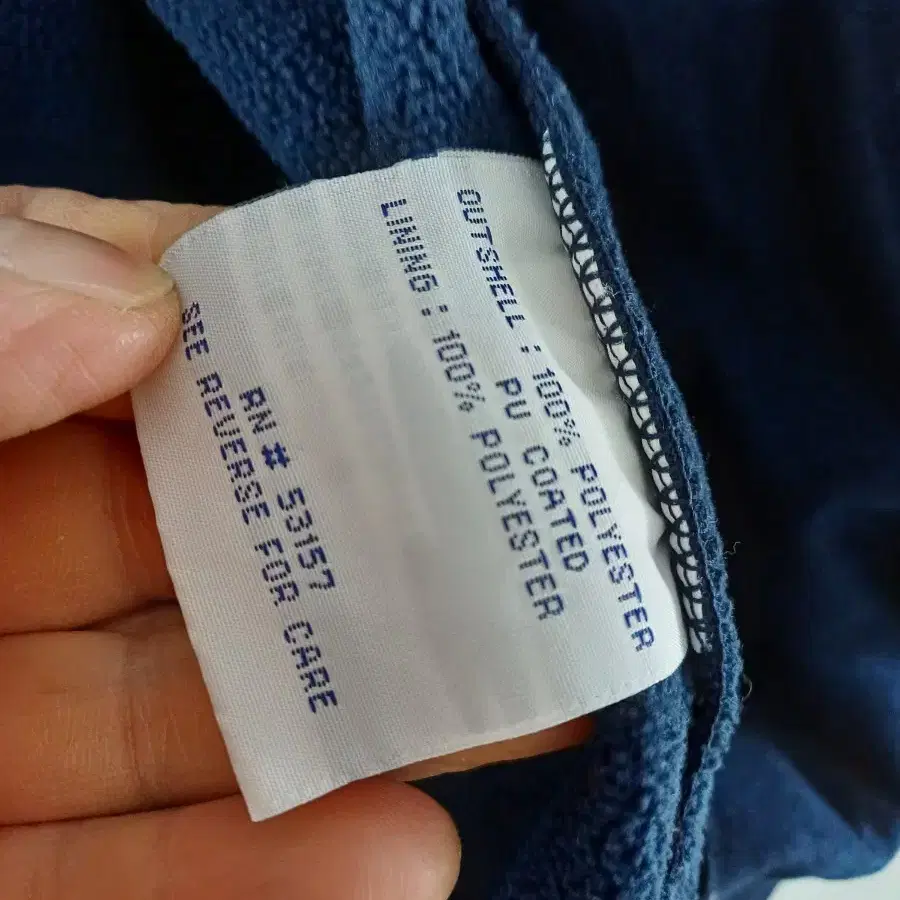 OUTSHELL : 100% POLYESTER
PU COATED
LINING : 100% POLYESTER
RN# 53157
SEE REVERSE FOR CARE